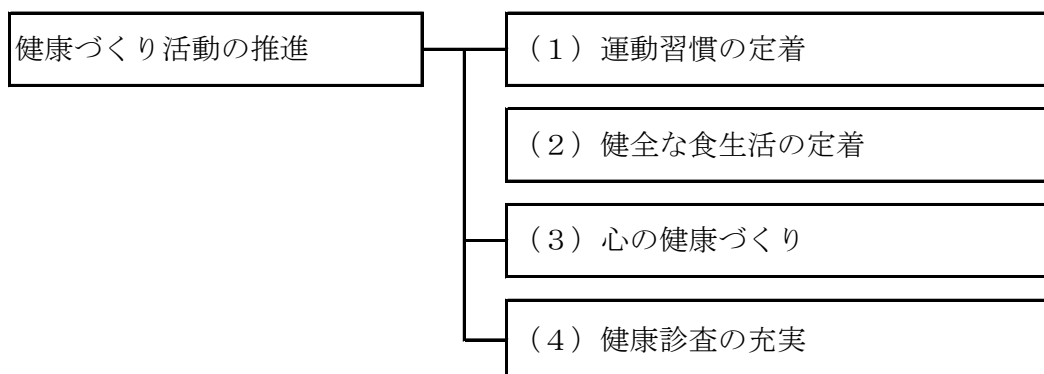 健康づくり活動の推進
（１）運動習慣の定着
（２）健全な食生活の定着
（３）心の健康づくり
（４）健康診査の充実